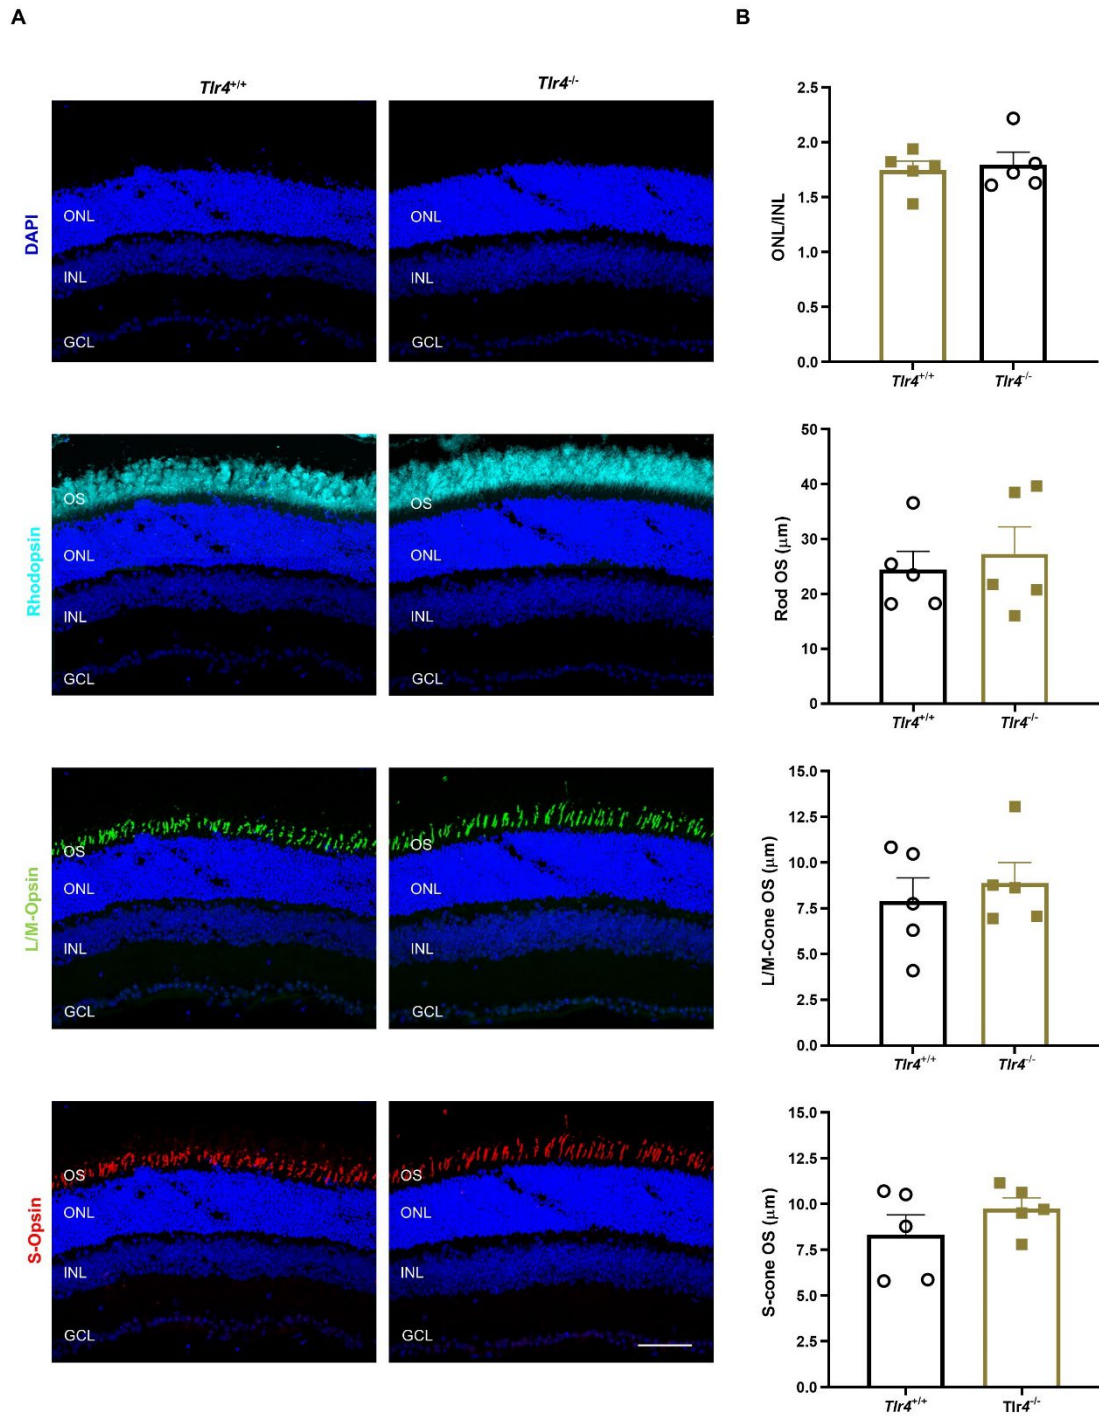 A
B
Tlr4+/+
Tlr4-/-
DAPI
ONL
INL
GCL
ONL
INL
GCL
ONL/INL
2.5
2.0
1.5
1.0
0.5
0.0
Tlr4+/+
Tlr4-/-
Rhodopsin
OS
ONL
INL
GCL
OS
ONL
INL
GCL
Rod OS (μm)
50
40
30
20
10
0
Tlr4+/+
Tlr4-/-
L/M-Opsin
OS
ONL
INL
GCL
OS
ONL
INL
GCL
L/M-Cone OS (μm)
15.0
12.5
10.0
7.5
5.0
2.5
0.0
Tlr4+/+
Tlr4-/-
S-Opsin
OS
ONL
INL
GCL
OS
ONL
INL
GCL
S-cone OS (μm)
15.0
12.5
10.0
7.5
5.0
2.5
0.0
Tlr4+/+
Tlr4-/-